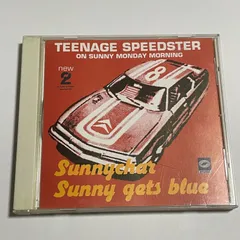 TEENAGE SPEEDSTER
ON SUNNY MONDAY MORNING
new
2
8
Sunnychar
Sunny gets blue